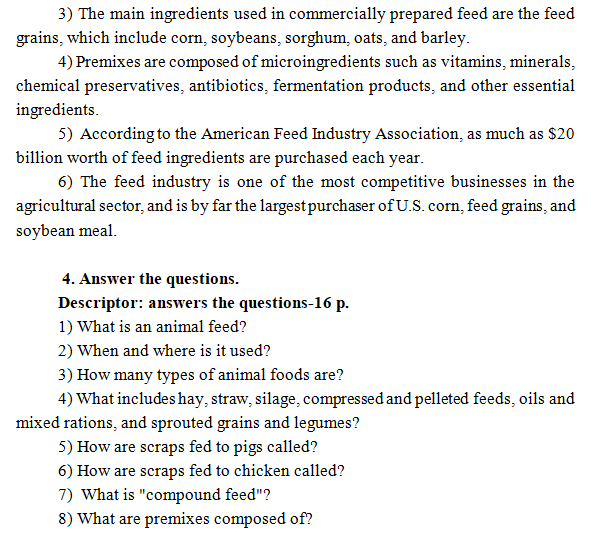 3) The main ingredients used in commercially prepared feed are the feed
grains, which include corn, soybeans, sorghum, oats, and barley.
4) Premixes are composed of microingredients such as vitamins, minerals,
chemical preservatives, antibiotics, fermentation products, and other essential
ingredients.
5) According to the American Feed Industry Association, as much as $20
billion worth of feed ingredients are purchased each year.
6) The feed industry is one of the most competitive businesses in the
agricultural sector, and is by far the largest purchaser of U.S. corn, feed grains, and
soybean meal.
4. Answer the questions.
Descriptor: answers the questions-16 p.
1) What is an animal feed?
2) When and where is it used?
3) How many types of animal foods are?
4) What includes hay, straw, silage, compressed and pelleted feeds, oils and
mixed rations, and sprouted grains and legumes?
5) How are scraps fed to pigs called?
6) How are scraps fed to chicken called?
7) What is "compound feed"?
8) What are premixes composed of?